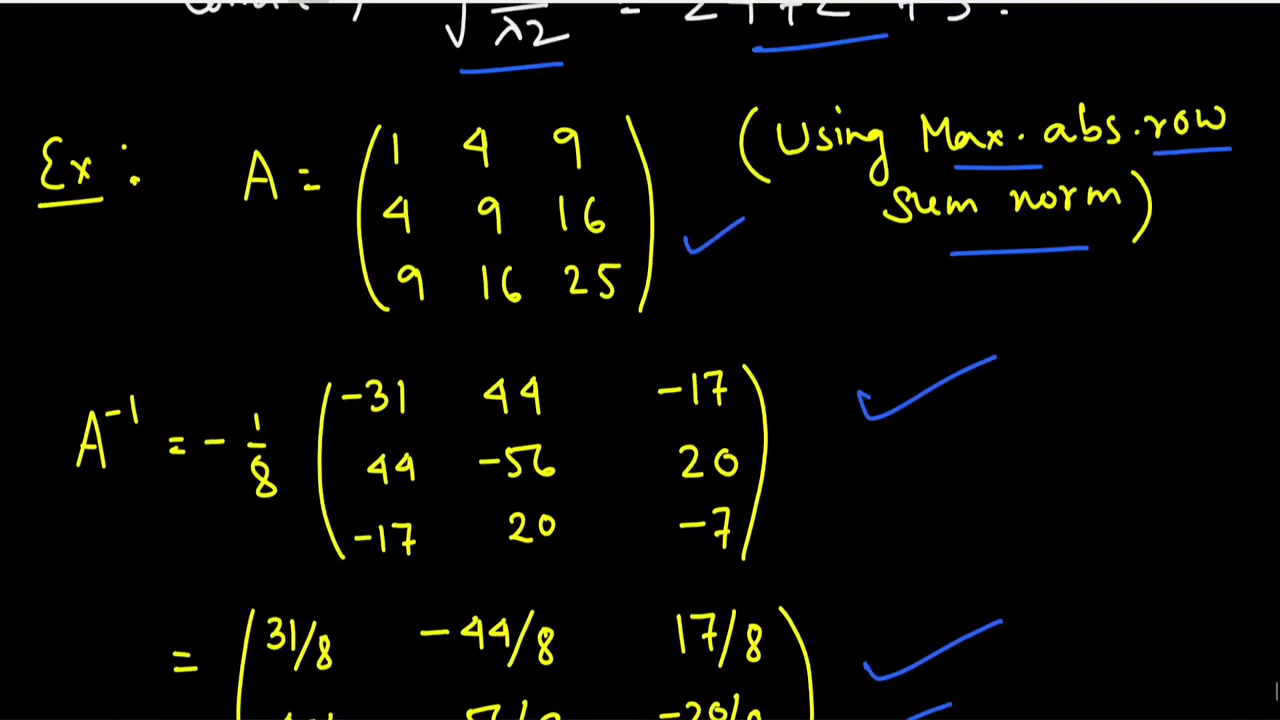 √ λ2 =
Ex : A = ( 1 4 9 (Using Max. abs. row
4 9 16 sum norm)
9 16 25 )
A⁻¹ = - 1/8 ( -31 44 -17
44 -56 20
-17 20 -7 )
= ( 31/8 -44/8 17/8